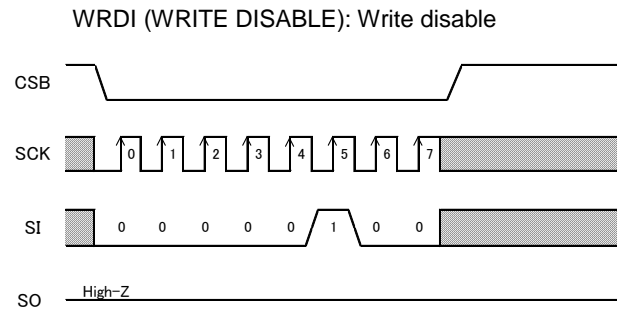 WRDI (WRITE DISABLE): Write disable
CSB
SCK 0 1 2 3 4 5 6 7
SI 0 0 0 0 0 1 0 0
SO High-Z